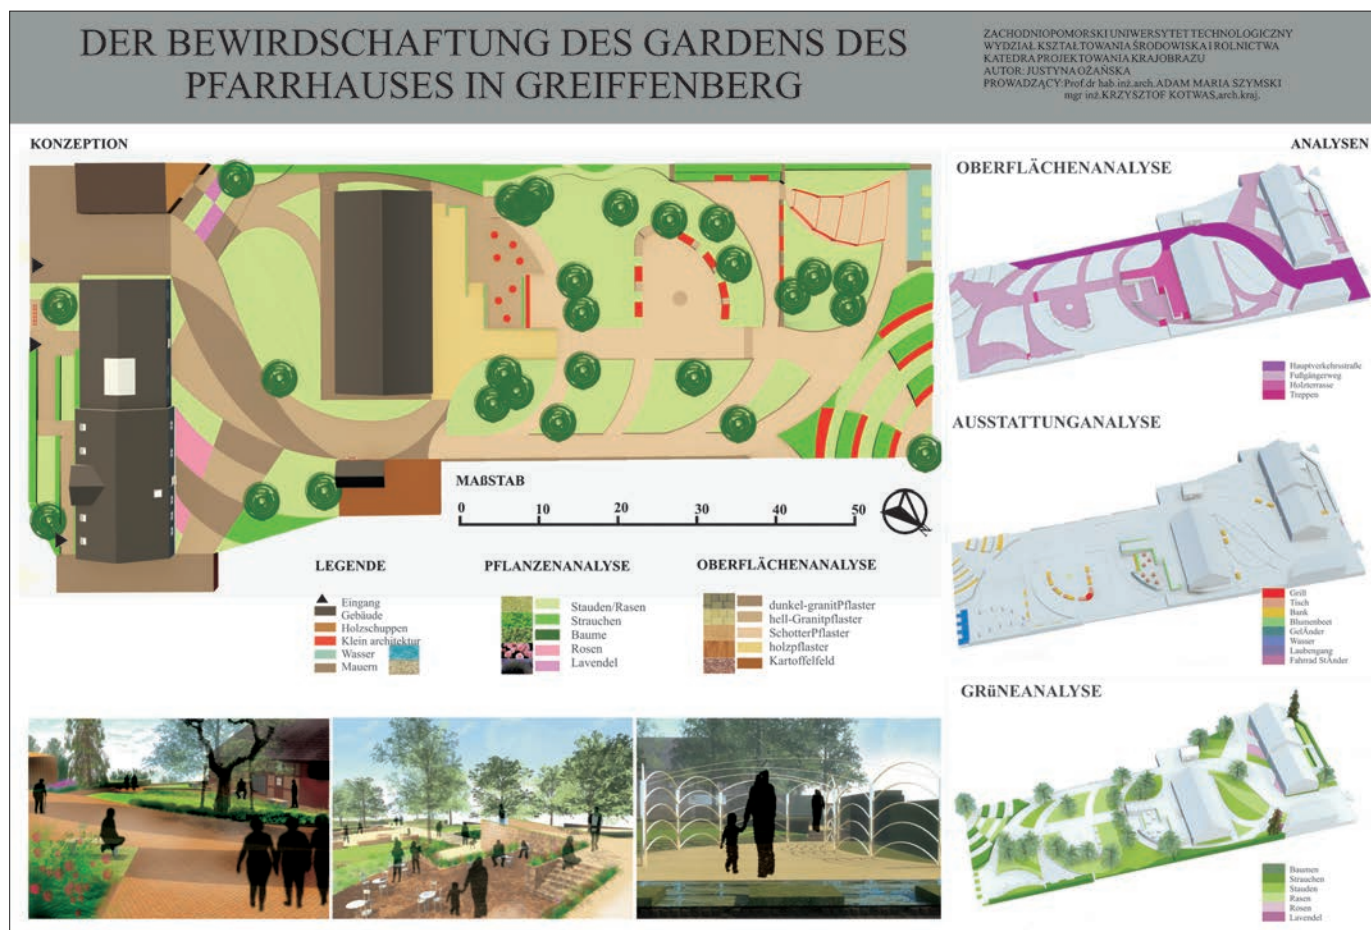 DER BEWIRDSCHAFTUNG DES GARDENS DES
PFARRHAUSES IN GREIFFENBERG
ZACHODNIOPOMORSKI UNIWERSYTET TECHNOLOGICZNY
WYDZIAŁ KSZTAŁTOWANIA ŚRODOWISKA I ROLNICTWA
KATEDRA PROJEKTOWANIA KRAJOBRAZU
AUTOR: JUSTYNA OŻAŃSKA
PROWADZĄCY: Prof.dr hab.inż.arch. ADAM MARIA SZYMSKI
mgr inż.KRZYSZTOF KOTWAS,arch.kraj.
KONZEPTION
ANALYSEN
OBERFLÄCHENANALYSE
Hauptverkehrsstraße
Fußgängerweg
Holzterrasse
Treppen
AUSSTATTUNGANALYSE
Grill
Tisch
Bank
Blumenbeet
GelÄnder
Wasser
Laubengang
Fahrrad StÄnder
GRüNEANALYSE
Baumen
Strauchen
Stauden
Rasen
Rosen
Lavendel
MAßSTAB
0 10 20 30 40 50
N
LEGENDE
Eingang
Gebäude
Holzschuppen
Klein architektur
Wasser
Mauern
PFLANZENANALYSE
Stauden/Rasen
Strauchen
Baume
Rosen
Lavendel
OBERFLÄCHENANALYSE
dunkel-granitPflaster
hell-Granitpflaster
SchotterPflaster
holzpflaster
Kartoffelfeld